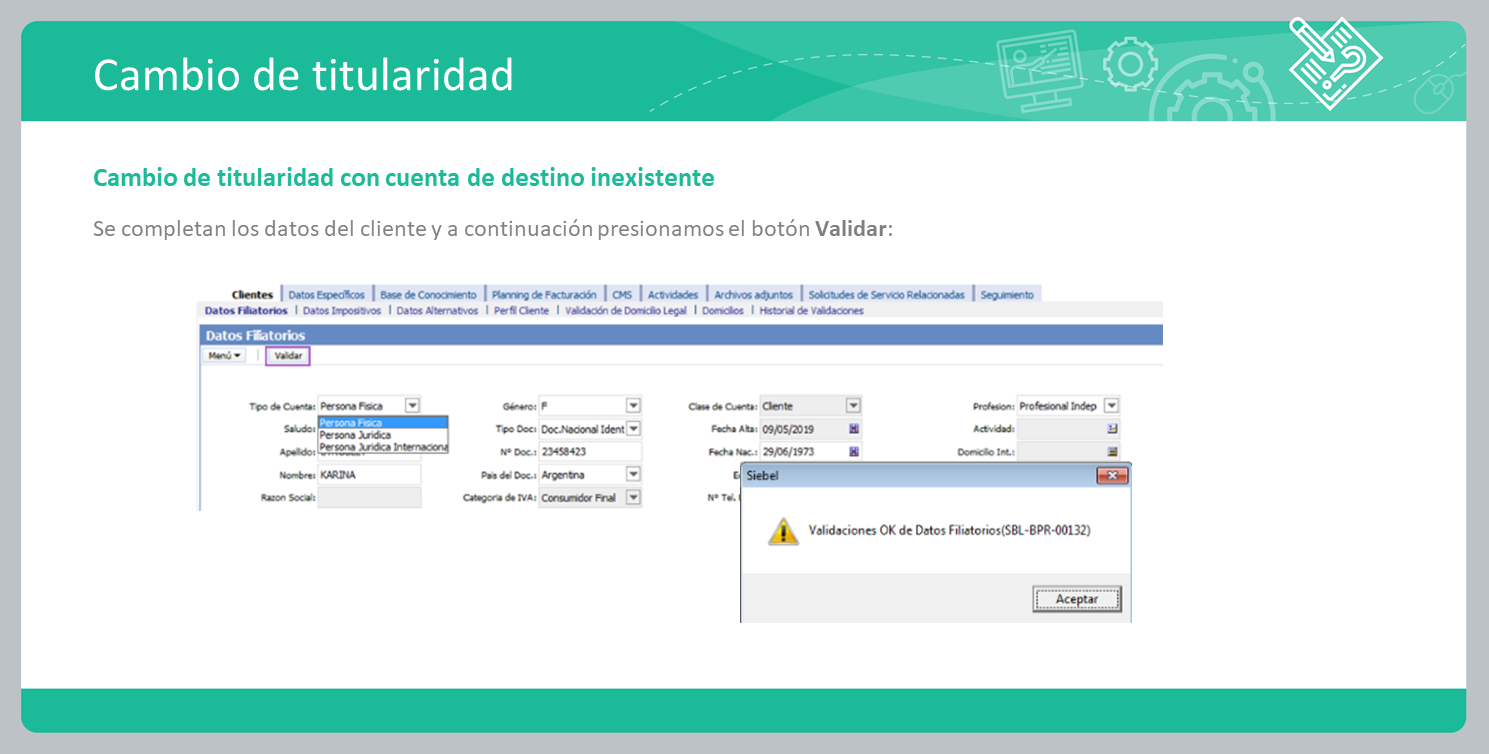 Cambio de titularidad
Cambio de titularidad con cuenta de destino inexistente
Se completan los datos del cliente y a continuación presionamos el botón Validar:
Clientes | Datos Específicos | Base de Conocimiento | Planning de Facturación | CMS | Actividades | Archivos adjuntos | Solicitudes de Servicio Relacionadas | Seguimiento
Datos Filiatorios | Datos Impositivos | Datos Alternativos | Perfil Cliente | Validación de Domicilio Legal | Domicilios | Historial de Validaciones
Datos Filiatorios
Menú Validar
Tipo de Cuenta: Persona Fisica Género: F Clase de Cuenta: Cliente Profesion: Profesional Indep
Persona Fisica
Saludo: Tipo Doc: Doc.Nacional Ident Fecha Alta: 09/05/2019 Actividad:
Persona Juridica
Persona Juridica Internaciona
Apellido: N° Doc.: 23458423 Fecha Nac.: 29/06/1973 Domicilio Int.:
Nombre: KARINA Pais del Doc.: Argentina
Razon Social: Categoria de IVA: Consumidor Final N° Tel.
Siebel
Validaciones OK de Datos Filiatorios(SBL-BPR-00132)
Aceptar